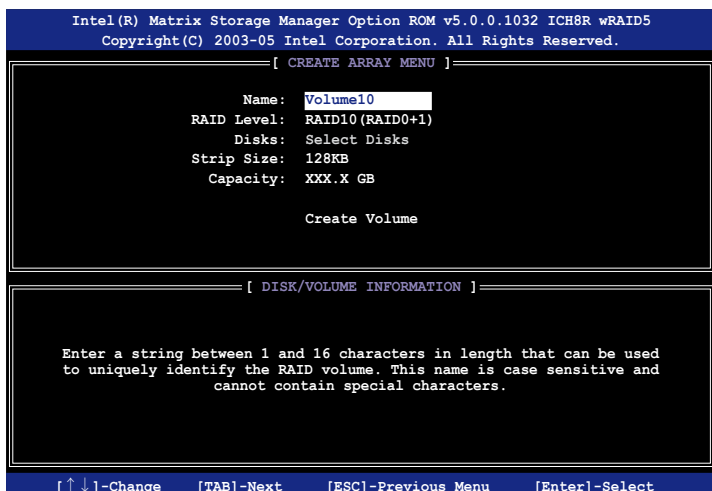 Intel(R) Matrix Storage Manager Option ROM v5.0.0.1032 ICH8R wRAID5
Copyright(C) 2003-05 Intel Corporation. All Rights Reserved.
[ CREATE ARRAY MENU ]
Name: Volume10
RAID Level: RAID10(RAID0+1)
Disks: Select Disks
Strip Size: 128KB
Capacity: XXX.X GB
Create Volume
[ DISK/VOLUME INFORMATION ]
Enter a string between 1 and 16 characters in length that can be used
to uniquely identify the RAID volume. This name is case sensitive and
cannot contain special characters.
[↑↓]-Change [TAB]-Next [ESC]-Previous Menu [Enter]-Select